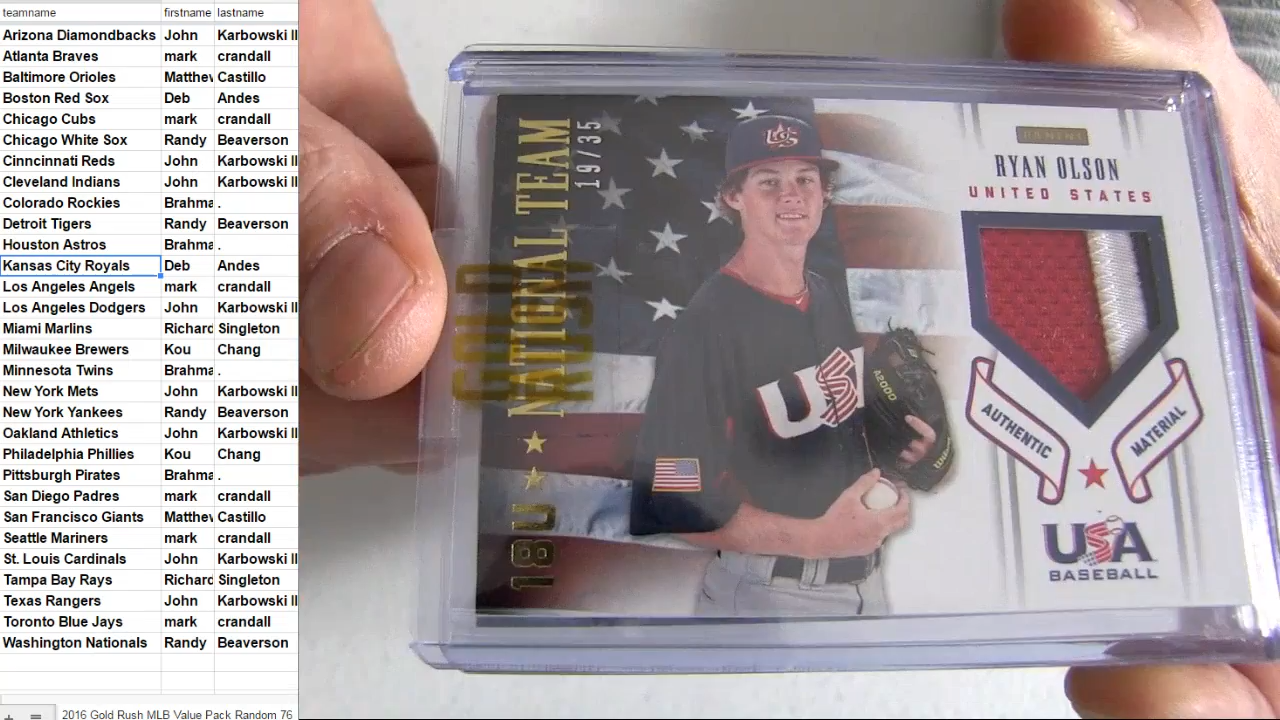 teamname firstname lastname
Arizona Diamondbacks John Karbowski II
Atlanta Braves mark crandall
Baltimore Orioles Matthev Castillo
Boston Red Sox Deb Andes
Chicago Cubs mark crandall
Chicago White Sox Randy Beaverson
Cinncinnati Reds John Karbowski II
Cleveland Indians John Karbowski II
Colorado Rockies Brahma .
Detroit Tigers Randy Beaverson
Houston Astros Brahma .
Kansas City Royals Deb Andes
Los Angeles Angels mark crandall
Los Angeles Dodgers John Karbowski II
Miami Marlins Richard Singleton
Milwaukee Brewers Kou Chang
Minnesota Twins Brahma .
New York Mets John Karbowski II
New York Yankees Randy Beaverson
Oakland Athletics John Karbowski II
Philadelphia Phillies Kou Chang
Pittsburgh Pirates Brahma .
San Diego Padres mark crandall
San Francisco Giants Matthev Castillo
Seattle Mariners mark crandall
St. Louis Cardinals John Karbowski II
Tampa Bay Rays Richard Singleton
Texas Rangers John Karbowski II
Toronto Blue Jays mark crandall
Washington Nationals Randy Beaverson
2016 Gold Rush MLB Value Pack Random 76
18U ★ ★ NATIONAL TEAM
19/35
GOLD
RUSH
USA
A2000
Wilson
PANINI
RYAN OLSON
UNITED STATES
AUTHENTIC
MATERIAL
USA
BASEBALL